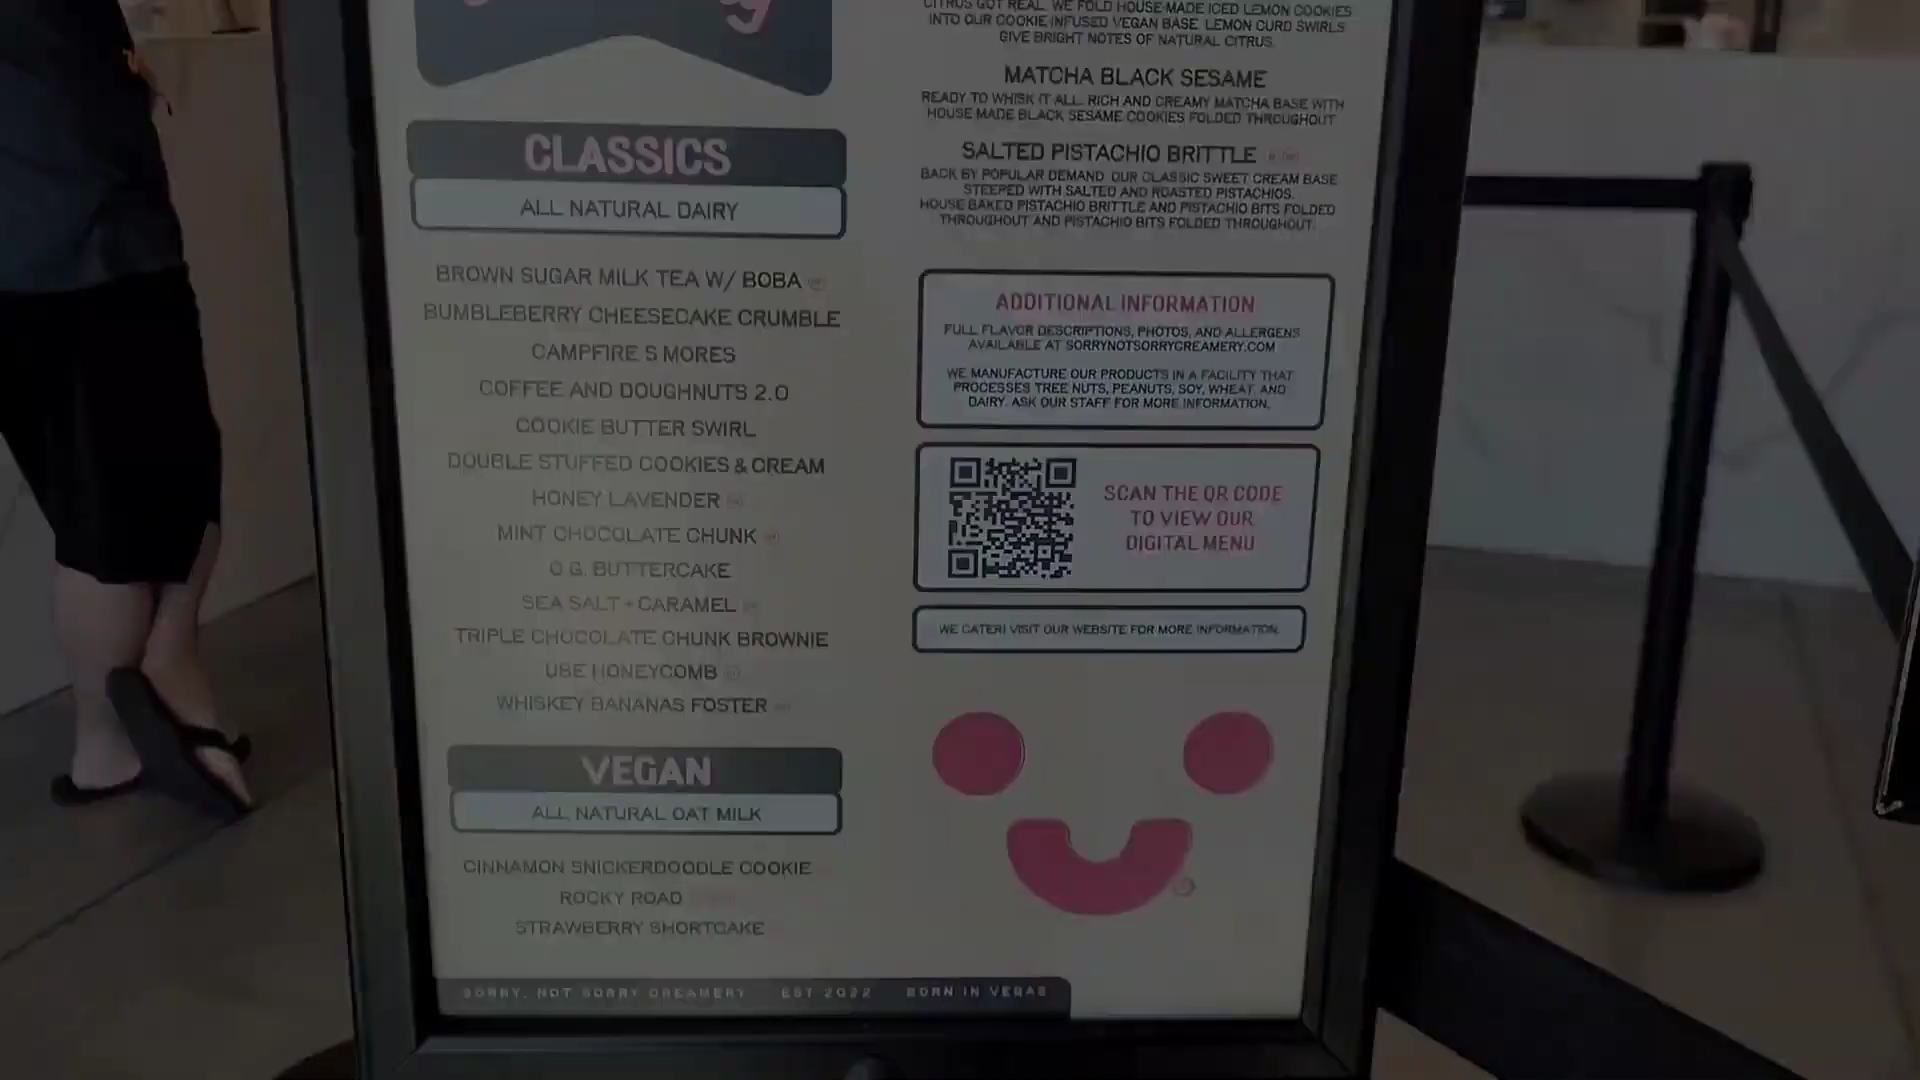 CLASSICS
ALL NATURAL DAIRY
BROWN SUGAR MILK TEA W/ BOBA
BUMBLEBERRY CHEESECAKE CRUMBLE
CAMPFIRE S MORES
COFFEE AND DOUGHNUTS 2.0
COOKIE BUTTER SWIRL
DOUBLE STUFFED COOKIES & CREAM
HONEY LAVENDER
MINT CHOCOLATE CHUNK
O.G. BUTTERCAKE
SEA SALT + CARAMEL
TRIPLE CHOCOLATE CHUNK BROWNIE
UBE HONEYCOMB
WHISKEY BANANAS FOSTER
VEGAN
ALL NATURAL OAT MILK
CINNAMON SNICKERDOODLE COOKIE
ROCKY ROAD
STRAWBERRY SHORTCAKE
SORRY, NOT SORRY CREAMERY EST 2022 BORN IN VEGAS
CITRUS GOT REAL. WE FOLD HOUSE-MADE ICED LEMON COOKIES
INTO OUR COOKIE INFUSED VEGAN BASE. LEMON CURD SWIRLS
GIVE BRIGHT NOTES OF NATURAL CITRUS.
MATCHA BLACK SESAME
READY TO WHISK IT ALL. RICH AND CREAMY MATCHA BASE WITH
HOUSE MADE BLACK SESAME COOKIES FOLDED THROUGHOUT
SALTED PISTACHIO BRITTLE
BACK BY POPULAR DEMAND. OUR CLASSIC SWEET CREAM BASE
STEEPED WITH SALTED AND ROASTED PISTACHIOS.
HOUSE BAKED PISTACHIO BRITTLE AND PISTACHIO BITS FOLDED
THROUGHOUT AND PISTACHIO BITS FOLDED THROUGHOUT.
ADDITIONAL INFORMATION
FULL FLAVOR DESCRIPTIONS, PHOTOS, AND ALLERGENS
AVAILABLE AT SORRYNOTSORRYCREAMERY.COM
WE MANUFACTURE OUR PRODUCTS IN A FACILITY THAT
PROCESSES TREE NUTS, PEANUTS, SOY, WHEAT, AND
DAIRY. ASK OUR STAFF FOR MORE INFORMATION.
SCAN THE QR CODE
TO VIEW OUR
DIGITAL MENU
WE CATER! VISIT OUR WEBSITE FOR MORE INFORMATION.